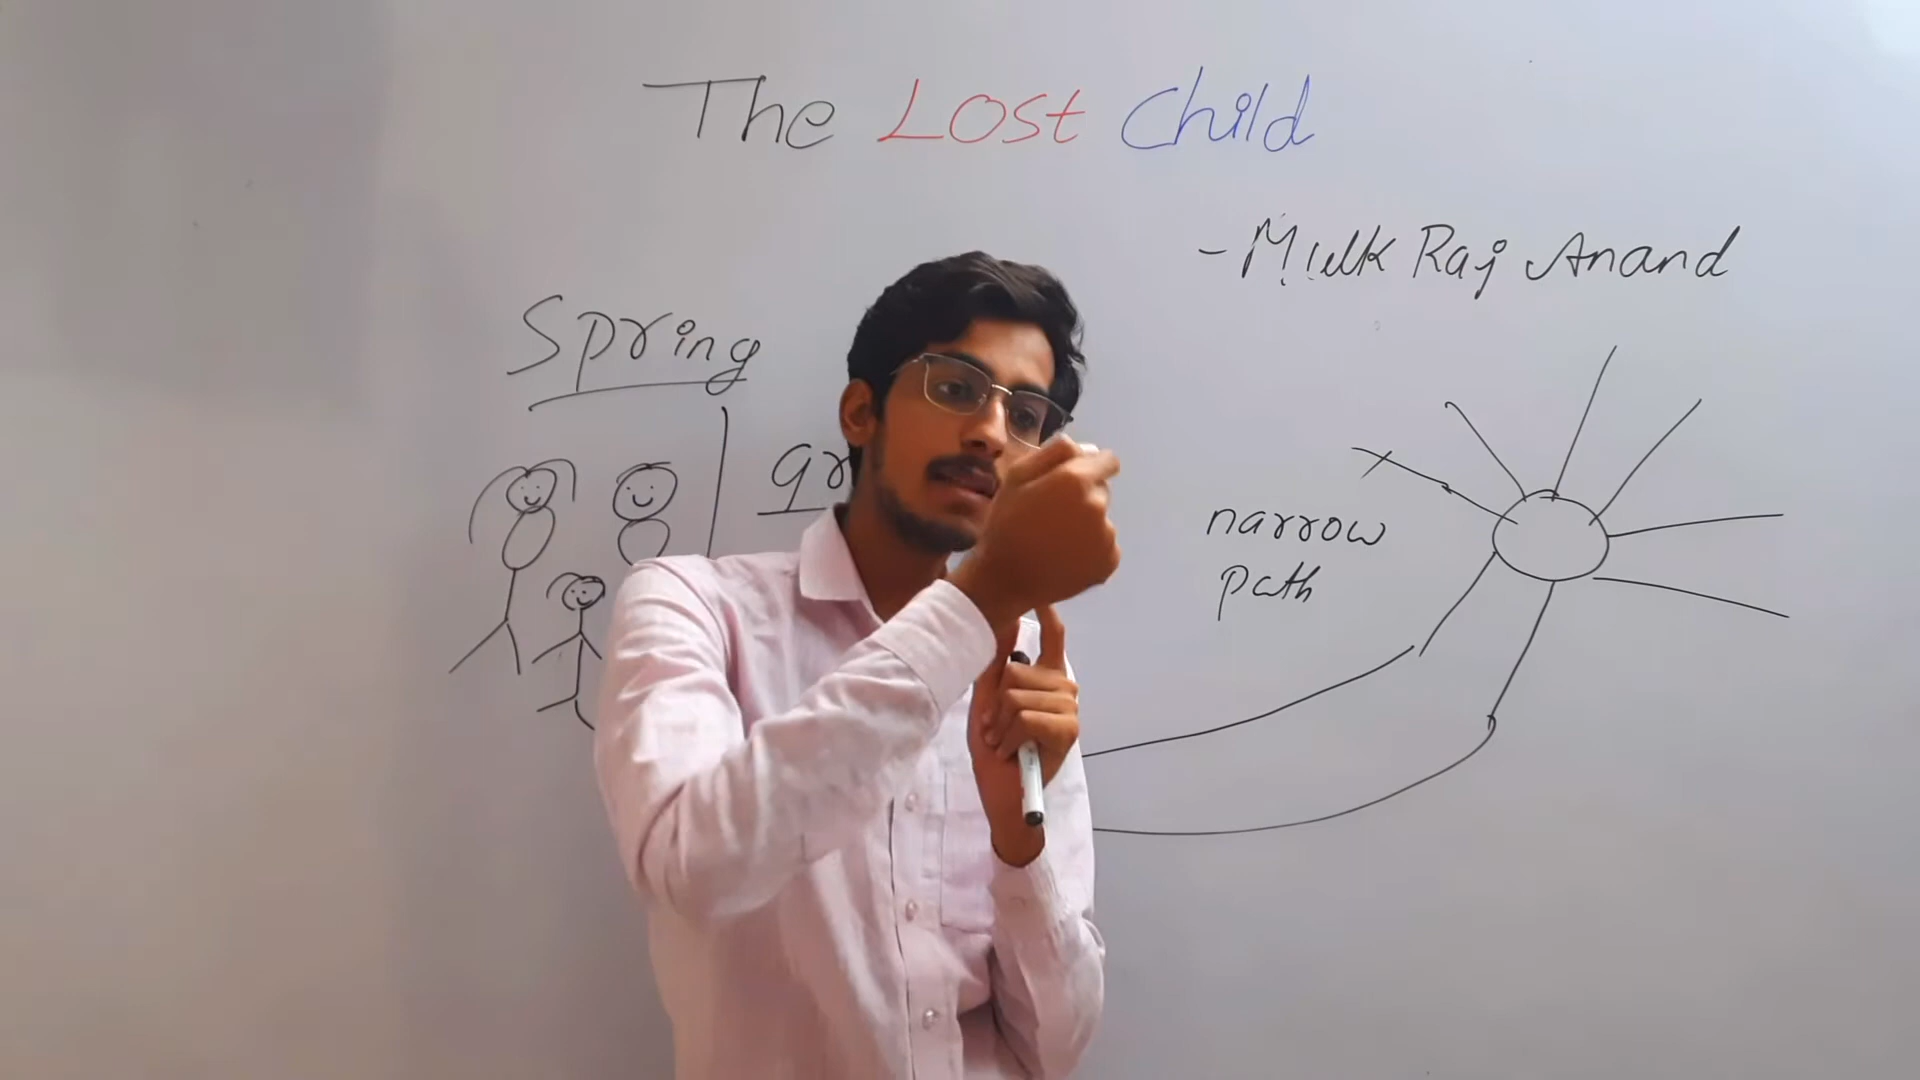 The Lost Child
- Mulk Raj Anand
Spring
narrow
path